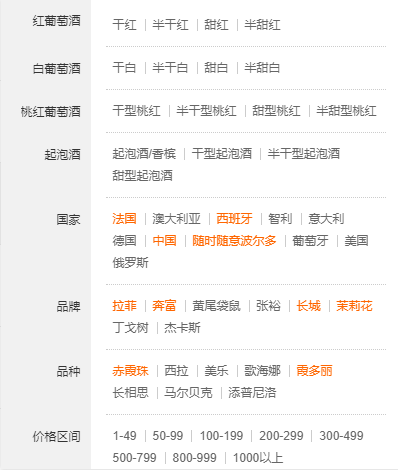 红葡萄酒 干红 | 半干红 | 甜红 | 半甜红
白葡萄酒 干白 | 半干白 | 甜白 | 半甜白
桃红葡萄酒 干型桃红 | 半干型桃红 | 甜型桃红 | 半甜型桃红
起泡酒 起泡酒/香槟 | 干型起泡酒 | 半干型起泡酒
甜型起泡酒
国家 法国 | 澳大利亚 | 西班牙 | 智利 | 意大利
德国 | 中国 | 随时随意波尔多 | 葡萄牙 | 美国
俄罗斯
品牌 拉菲 | 奔富 | 黄尾袋鼠 | 张裕 | 长城 | 茉莉花
丁戈树 | 杰卡斯
品种 赤霞珠 | 西拉 | 美乐 | 歌海娜 | 霞多丽
长相思 | 马尔贝克 | 添普尼洛
价格区间 1-49 | 50-99 | 100-199 | 200-299 | 300-499
500-799 | 800-999 | 1000以上